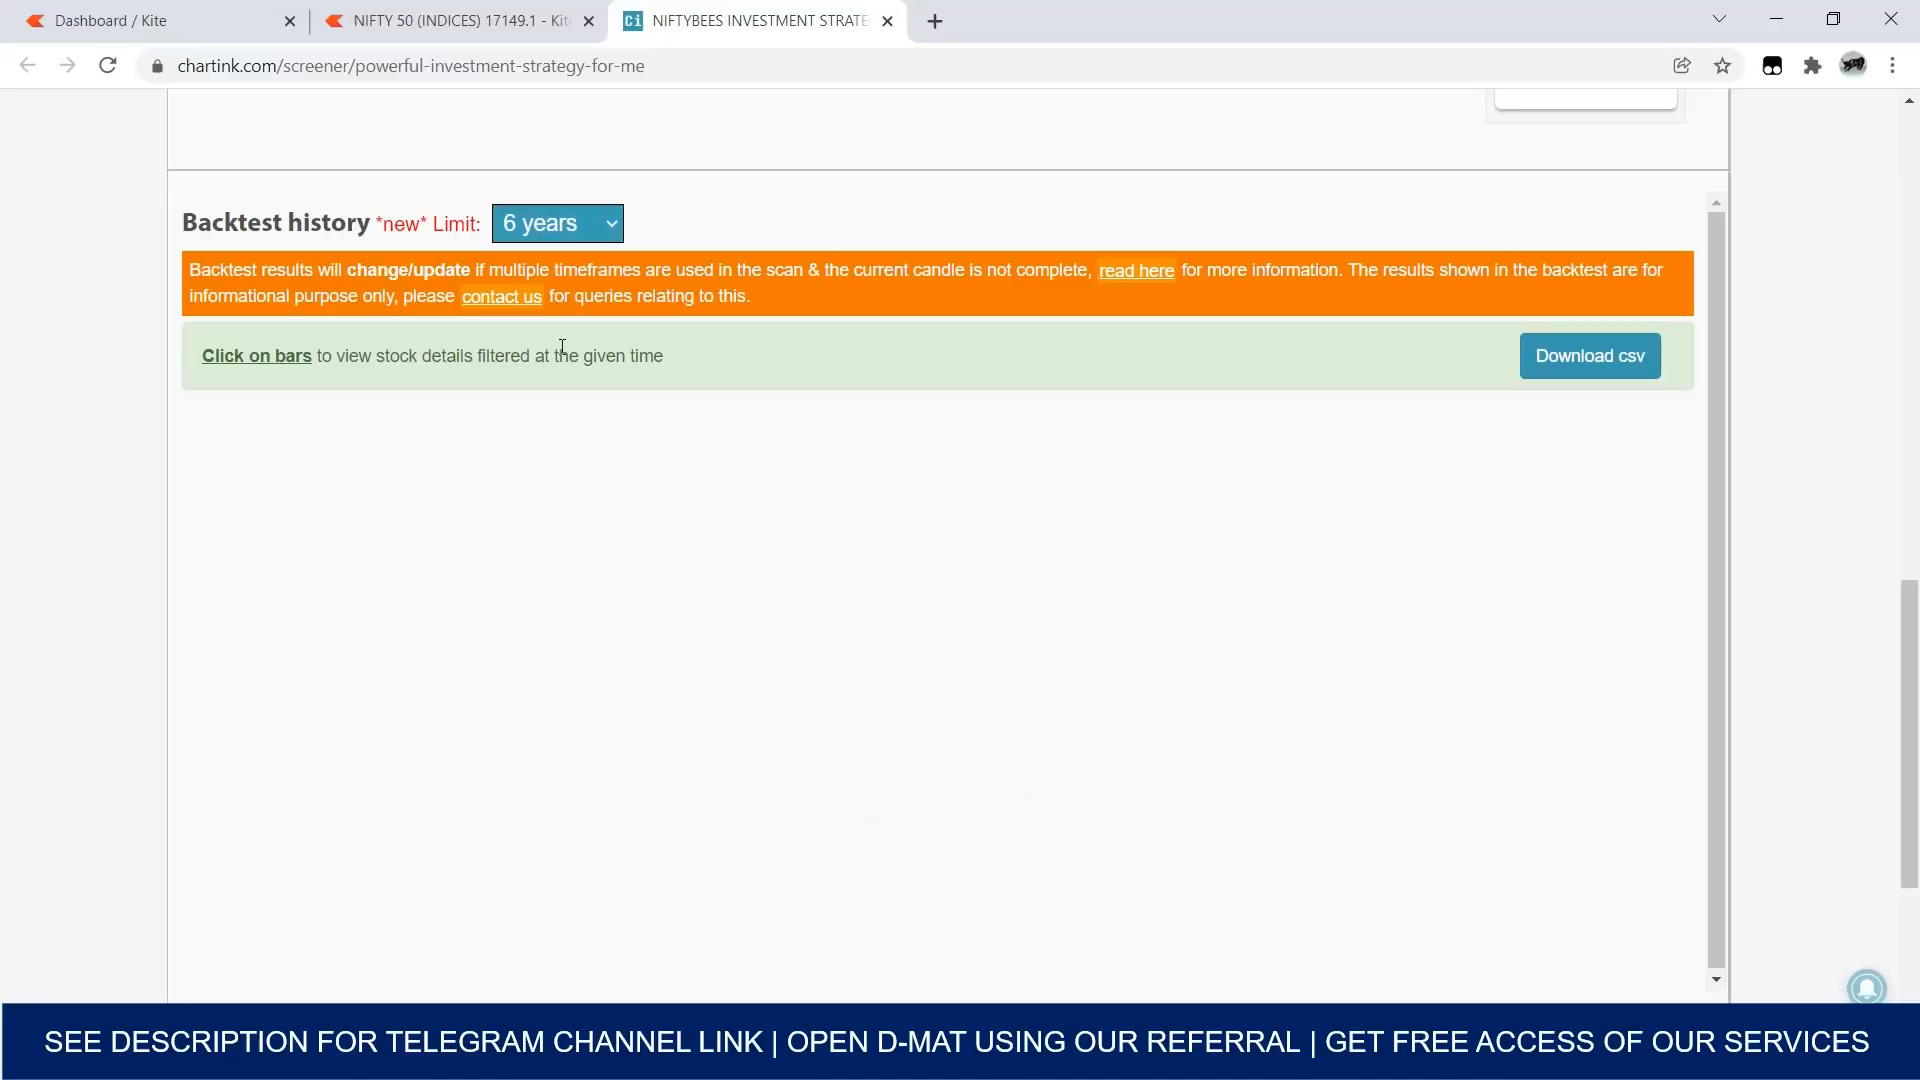 Dashboard / Kite
NIFTY 50 (INDICES) 17149.1 - Kit
Ci
NIFTYBEES INVESTMENT STRATE
chartink.com/screener/powerful-investment-strategy-for-me
Backtest history *new* Limit: 6 years
Backtest results will change/update if multiple timeframes are used in the scan & the current candle is not complete, read here for more information. The results shown in the backtest are for
informational purpose only, please contact us for queries relating to this.
Click on bars to view stock details filtered at the given time
Download csv
SEE DESCRIPTION FOR TELEGRAM CHANNEL LINK | OPEN D-MAT USING OUR REFERRAL | GET FREE ACCESS OF OUR SERVICES